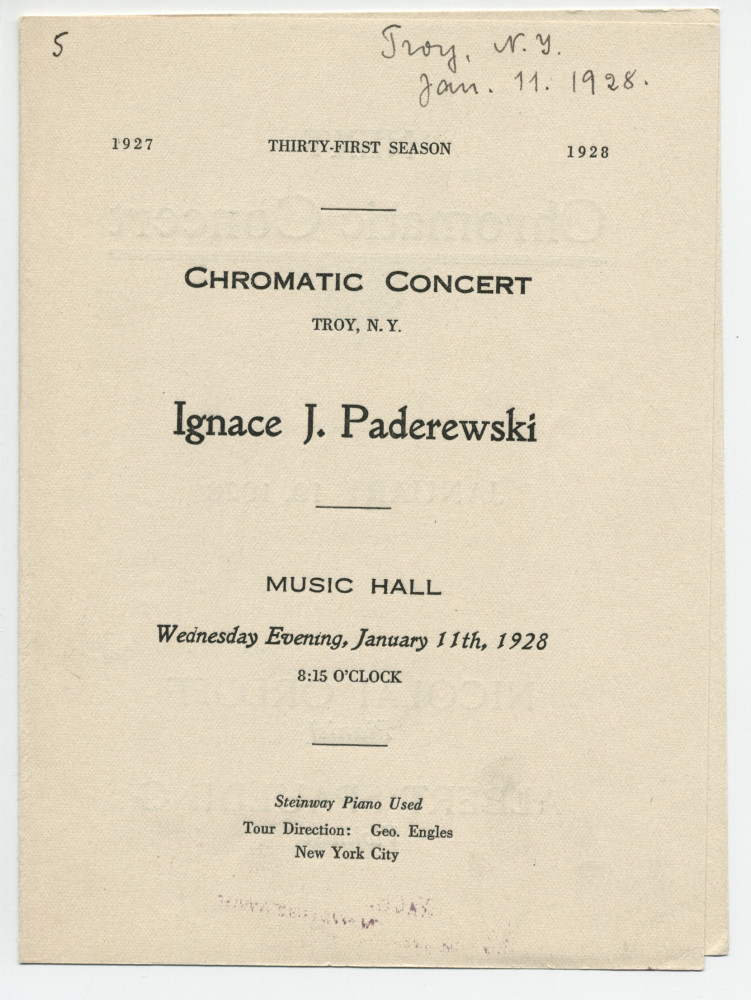 5
Troy, N.Y.
Jan. 11. 1928.
1927 THIRTY-FIRST SEASON 1928
CHROMATIC CONCERT
TROY, N. Y.
Ignace J. Paderewski
MUSIC HALL
Wednesday Evening, January 11th, 1928
8:15 O'CLOCK
Steinway Piano Used
Tour Direction: Geo. Engles
New York City